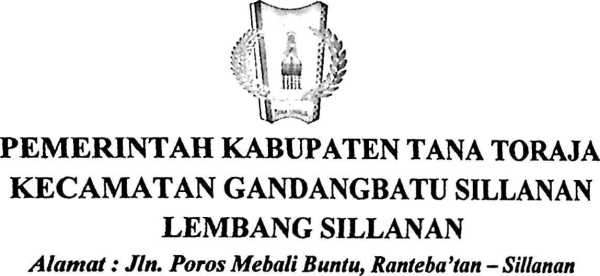 PEMERINTAH KABUPATEN TANA TORAJA
KECAMATAN GANDANGBATU SILLANAN
LEMBANG SILLANAN
Alamat : Jln. Poros Mebali Buntu, Ranteba'tan – Sillanan